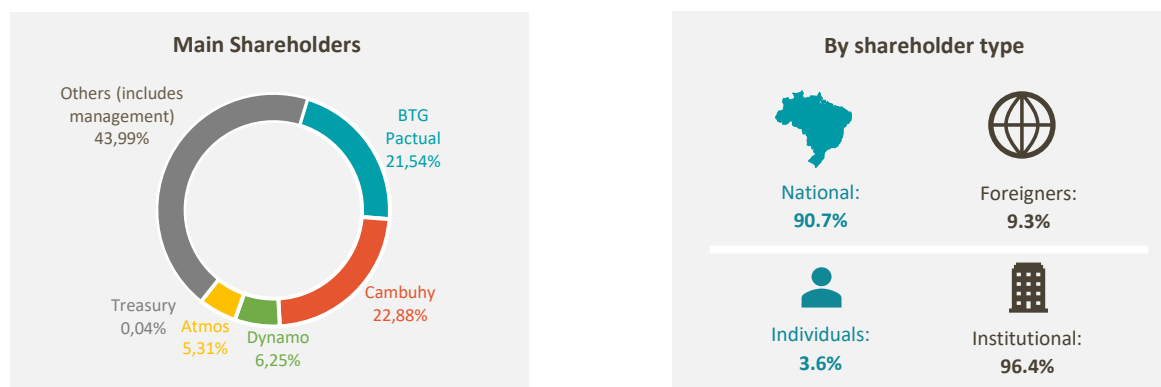 Main Shareholders
Others (includes
management)
43,99%
BTG
Pactual
21,54%
Cambuhy
22,88%
Dynamo
6,25%
Atmos
5,31%
Treasury
0,04%
By shareholder type
National:
90.7%
Foreigners:
9.3%
Individuals:
3.6%
Institutional:
96.4%